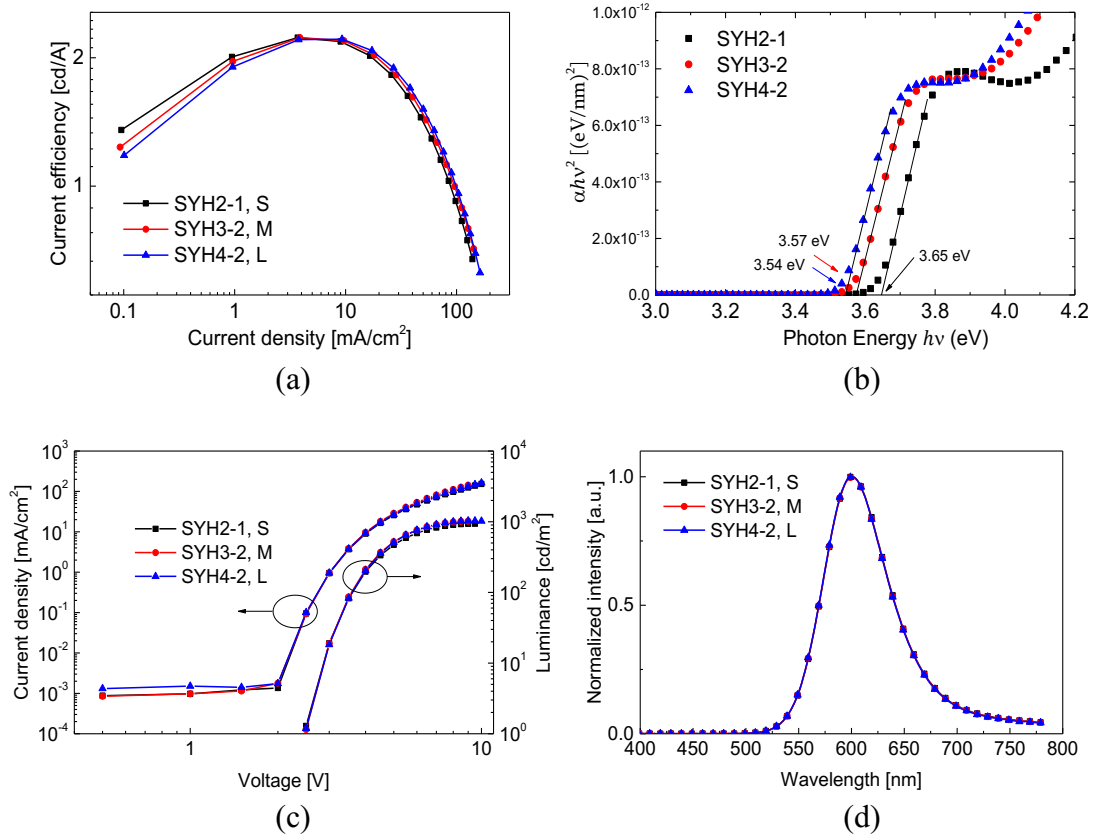 2
1
Current efficiency [cd/A]
SYH2-1, S
SYH3-2, M
SYH4-2, L
0.1 1 10 100
Current density [mA/cm²]
(a)
1.0x10⁻¹²
8.0x10⁻¹³
6.0x10⁻¹³
4.0x10⁻¹³
2.0x10⁻¹³
0.0
αhν² [(eV/nm)²]
SYH2-1
SYH3-2
SYH4-2
3.57 eV
3.54 eV
3.65 eV
3.0 3.2 3.4 3.6 3.8 4.0 4.2
Photon Energy hν (eV)
(b)
10³
10²
10¹
10⁰
10⁻¹
10⁻²
10⁻³
10⁻⁴
Current density [mA/cm²]
SYH2-1, S
SYH3-2, M
SYH4-2, L
10⁴
10³
10²
10¹
10⁰
Luminance [cd/m²]
1 10
Voltage [V]
(c)
1.0
0.5
0.0
Normalized intensity [a.u.]
SYH2-1, S
SYH3-2, M
SYH4-2, L
400 450 500 550 600 650 700 750 800
Wavelength [nm]
(d)